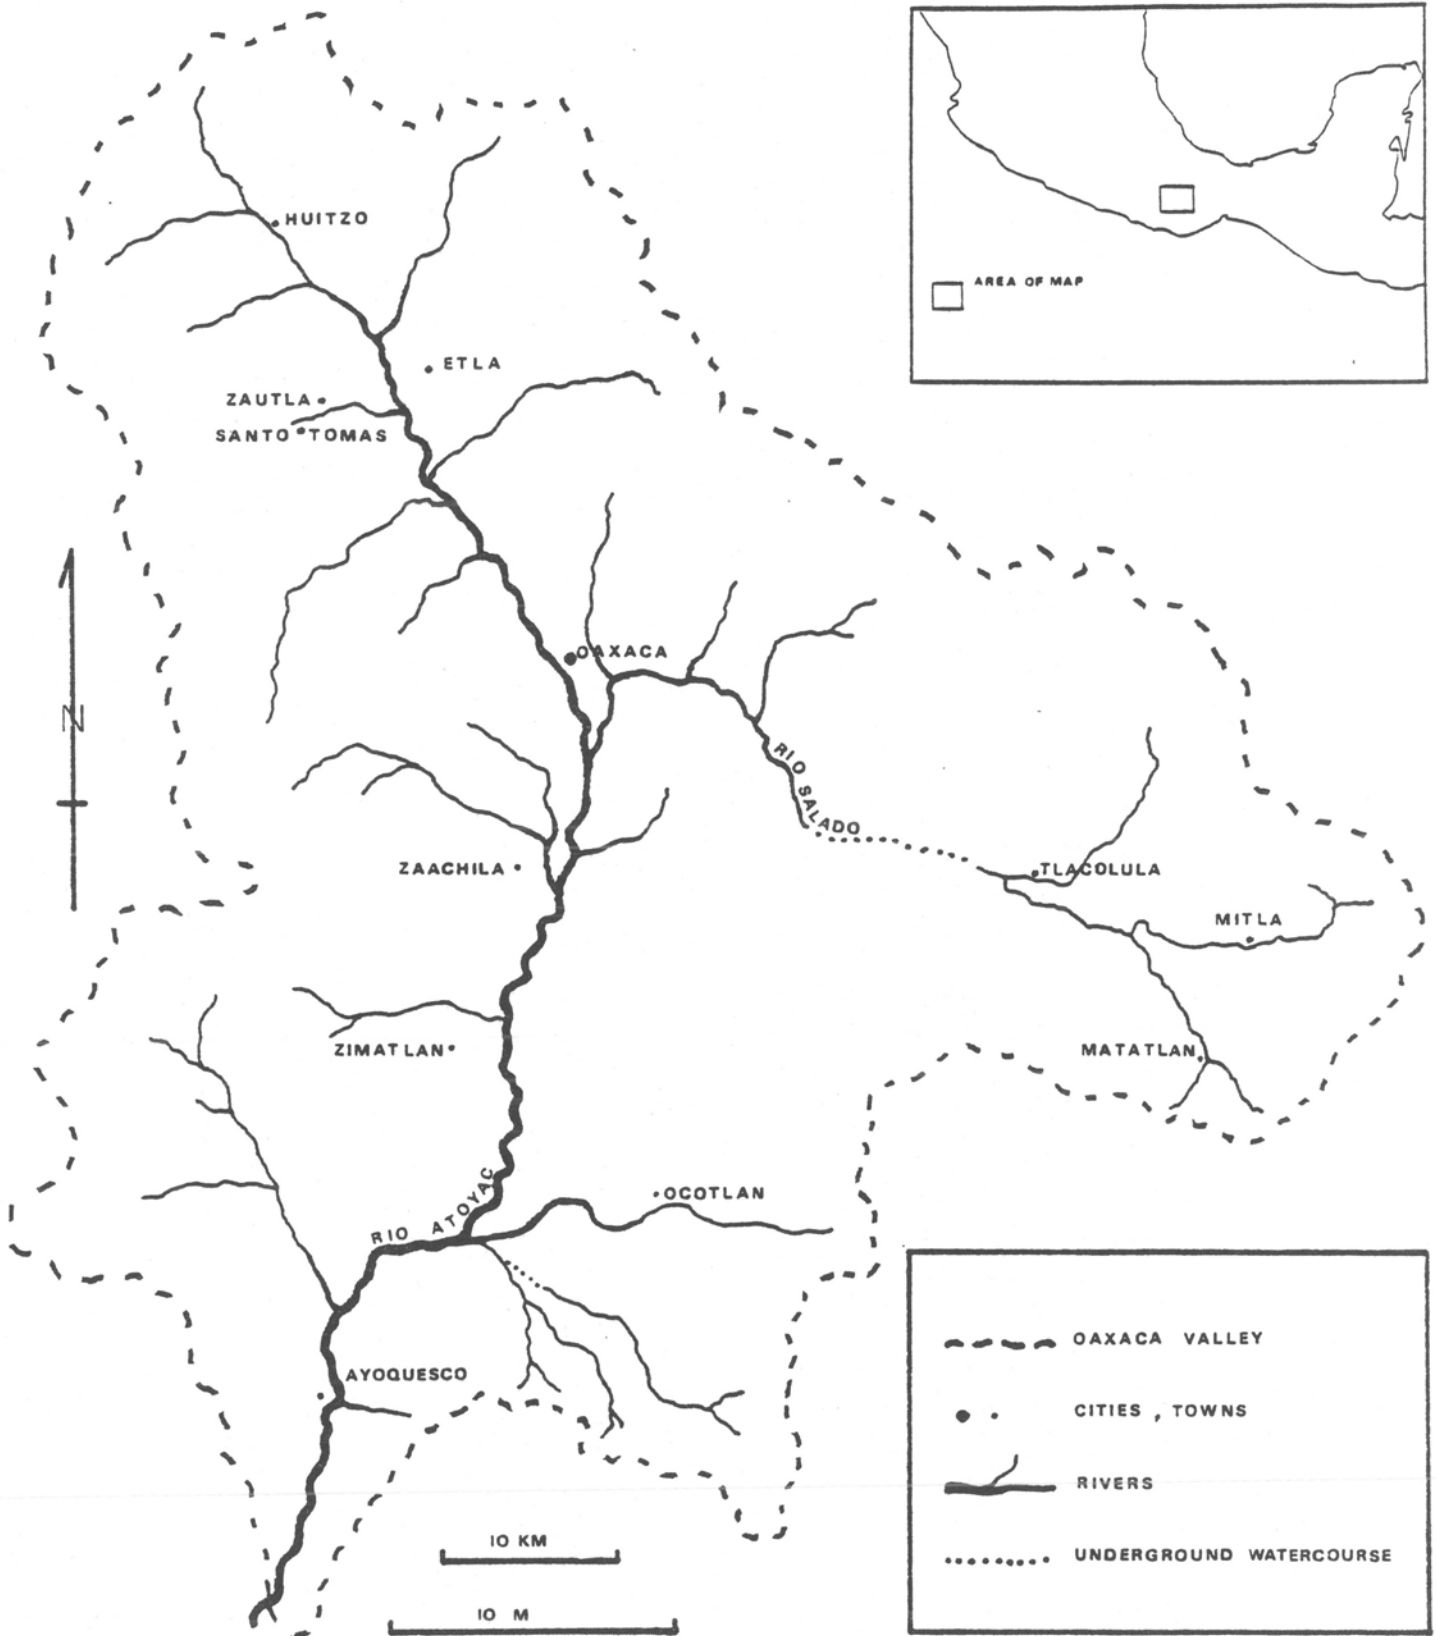 HUITZO
AREA OF MAP
ETLA
ZAUTLA
SANTO TOMAS
OAXACA
N
RIO SALADO
ZAACHILA
TLACOLULA
MITLA
ZIMATLAN
MATATLAN
OCOTLAN
RIO ATOYAC
AYOQUESCO
OAXACA VALLEY
CITIES, TOWNS
RIVERS
UNDERGROUND WATERCOURSE
10 KM
10 M